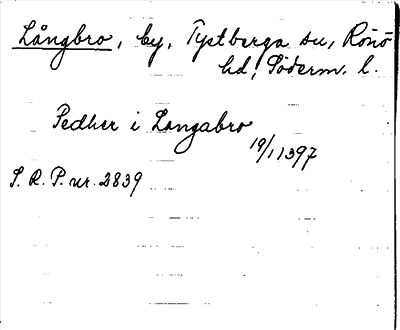 Långbro, by, Tystberga sn, Rönö
hd, Söderm. l.
Pedher i Langabro
19/1 1397
S. R. P. nr. 2839